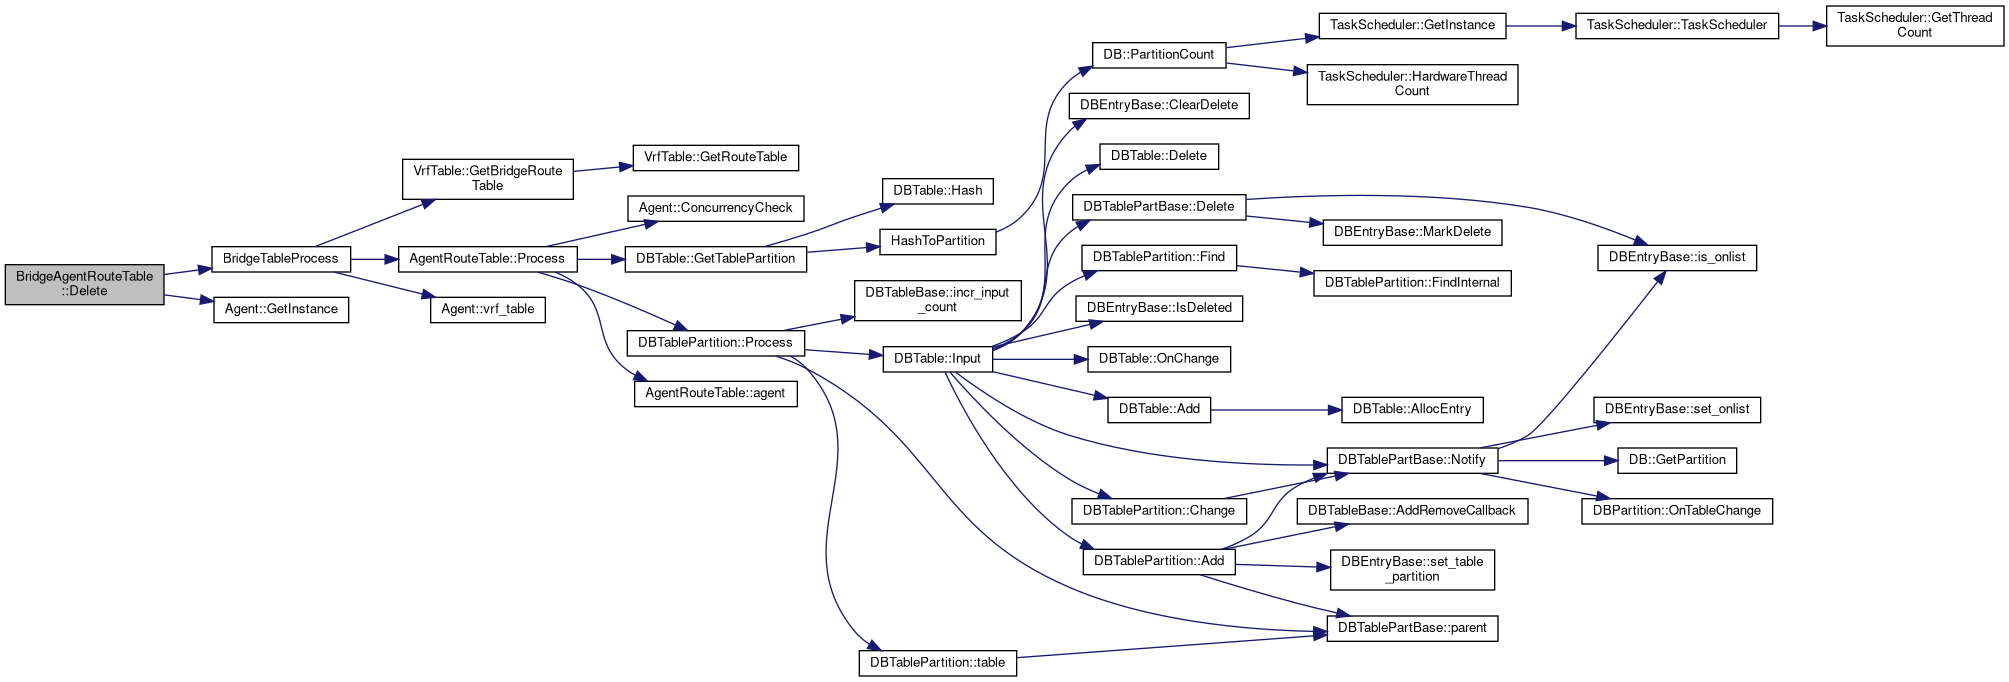 BridgeAgentRouteTable
::Delete
BridgeTableProcess
Agent::GetInstance
VrfTable::GetBridgeRoute
Table
AgentRouteTable::Process
Agent::vrf_table
VrfTable::GetRouteTable
Agent::ConcurrencyCheck
DBTable::GetTablePartition
DBTablePartition::Process
AgentRouteTable::agent
DBTable::Hash
HashToPartition
DBTableBase::incr_input
_count
DBTable::Input
DBTablePartition::table
DB::PartitionCount
DBEntryBase::ClearDelete
DBTable::Delete
DBTablePartBase::Delete
DBTablePartition::Find
DBEntryBase::IsDeleted
DBTable::OnChange
DBTable::Add
DBTablePartition::Change
DBTablePartition::Add
TaskScheduler::GetInstance
TaskScheduler::HardwareThread
Count
DBEntryBase::MarkDelete
DBTablePartition::FindInternal
DBTable::AllocEntry
DBTablePartBase::Notify
DBTableBase::AddRemoveCallback
DBEntryBase::set_table
_partition
DBTablePartBase::parent
TaskScheduler::TaskScheduler
DBEntryBase::is_onlist
DBEntryBase::set_onlist
DB::GetPartition
DBPartition::OnTableChange
TaskScheduler::GetThread
Count